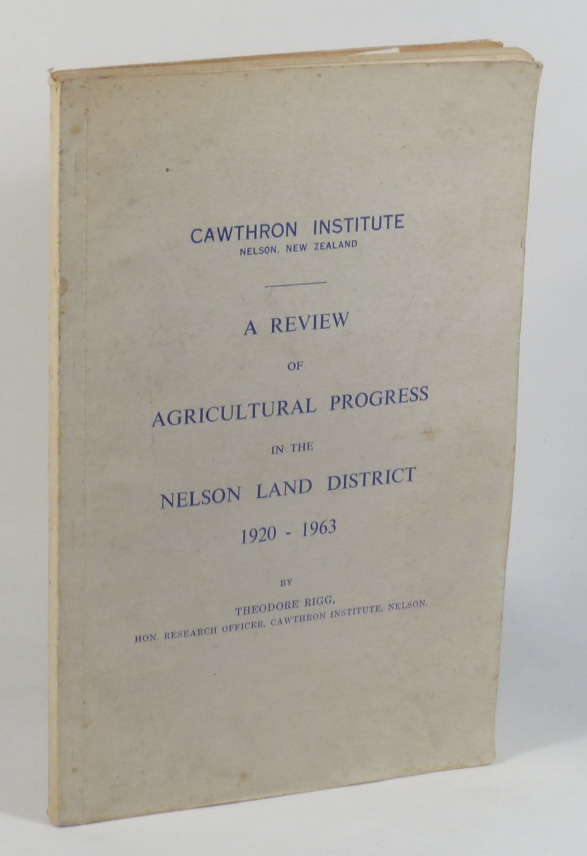 CAWTHRON INSTITUTE
NELSON, NEW ZEALAND
A REVIEW
OF
AGRICULTURAL PROGRESS
IN THE
NELSON LAND DISTRICT
1920 - 1963
BY
THEODORE RIGG,
HON. RESEARCH OFFICER, CAWTHRON INSTITUTE, NELSON.